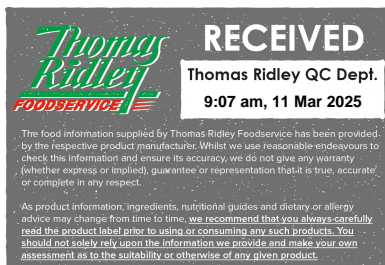 Thomas
Ridley
FOODSERVICE
RECEIVED
Thomas Ridley QC Dept.
9:07 am, 11 Mar 2025
The food information supplied by Thomas Ridley Foodservice has been provided
by the respective product manufacturer. Whilst we use reasonable endeavours to
check this information and ensure its accuracy, we do not give any warranty
(whether express or implied), guarantee or representation that it is true, accurate
or complete in any respect.
As product information, ingredients, nutritional guides and dietary or allergy
advice may change from time to time, we recommend that you always carefully
read the product label prior to using or consuming any such products. You
should not solely rely upon the information we provide and make your own
assessment as to the suitability or otherwise of any given product.